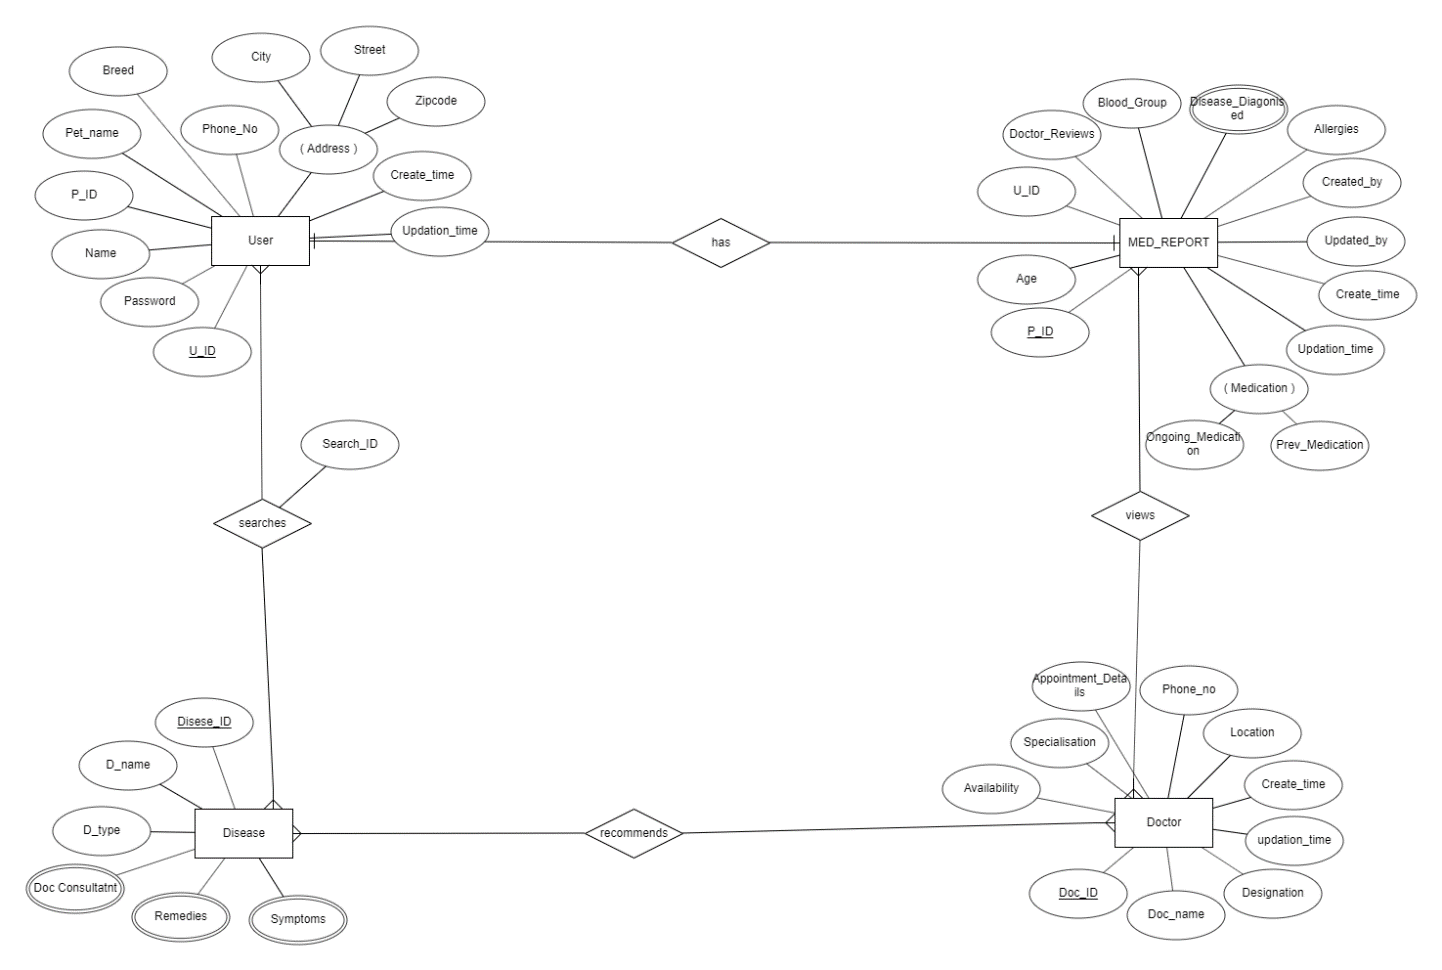 City
Street
Breed
Zipcode
Pet_name
Phone_No
( Address )
P_ID
Create_time
Name
User
Updation_time
Password
U_ID
has
Blood_Group
Disease_Diagonis
ed
Doctor_Reviews
Allergies
U_ID
Created_by
MED_REPORT
Updated_by
Age
Create_time
P_ID
Updation_time
( Medication )
Ongoing_Medicati
on
Prev_Medication
Search_ID
searches
views
Disese_ID
D_name
D_type
Disease
Doc Consultatnt
Remedies
Symptoms
recommends
Appointment_Deta
ils
Phone_no
Specialisation
Location
Availability
Create_time
Doctor
updation_time
Doc_ID
Designation
Doc_name